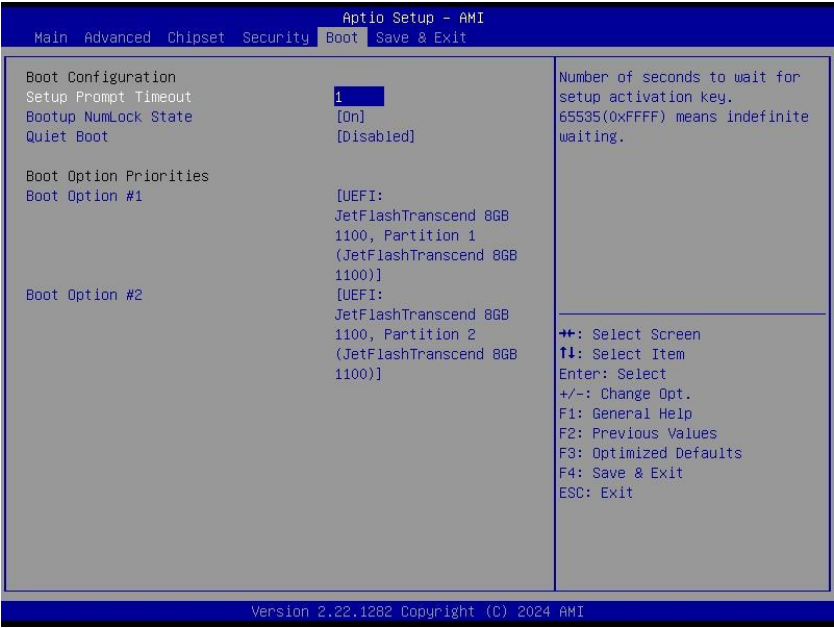 Aptio Setup – AMI
Main Advanced Chipset Security Boot Save & Exit
Boot Configuration
Setup Prompt Timeout 1
Bootup NumLock State [On]
Quiet Boot [Disabled]
Boot Option Priorities
Boot Option #1 [UEFI:
JetFlashTranscend 8GB
1100, Partition 1
(JetFlashTranscend 8GB
1100)]
Boot Option #2 [UEFI:
JetFlashTranscend 8GB
1100, Partition 2
(JetFlashTranscend 8GB
1100)]
Number of seconds to wait for
setup activation key.
65535(0xFFFF) means indefinite
waiting.
→←: Select Screen
↑↓: Select Item
Enter: Select
+/-: Change Opt.
F1: General Help
F2: Previous Values
F3: Optimized Defaults
F4: Save & Exit
ESC: Exit
Version 2.22.1282 Copyright (C) 2024 AMI